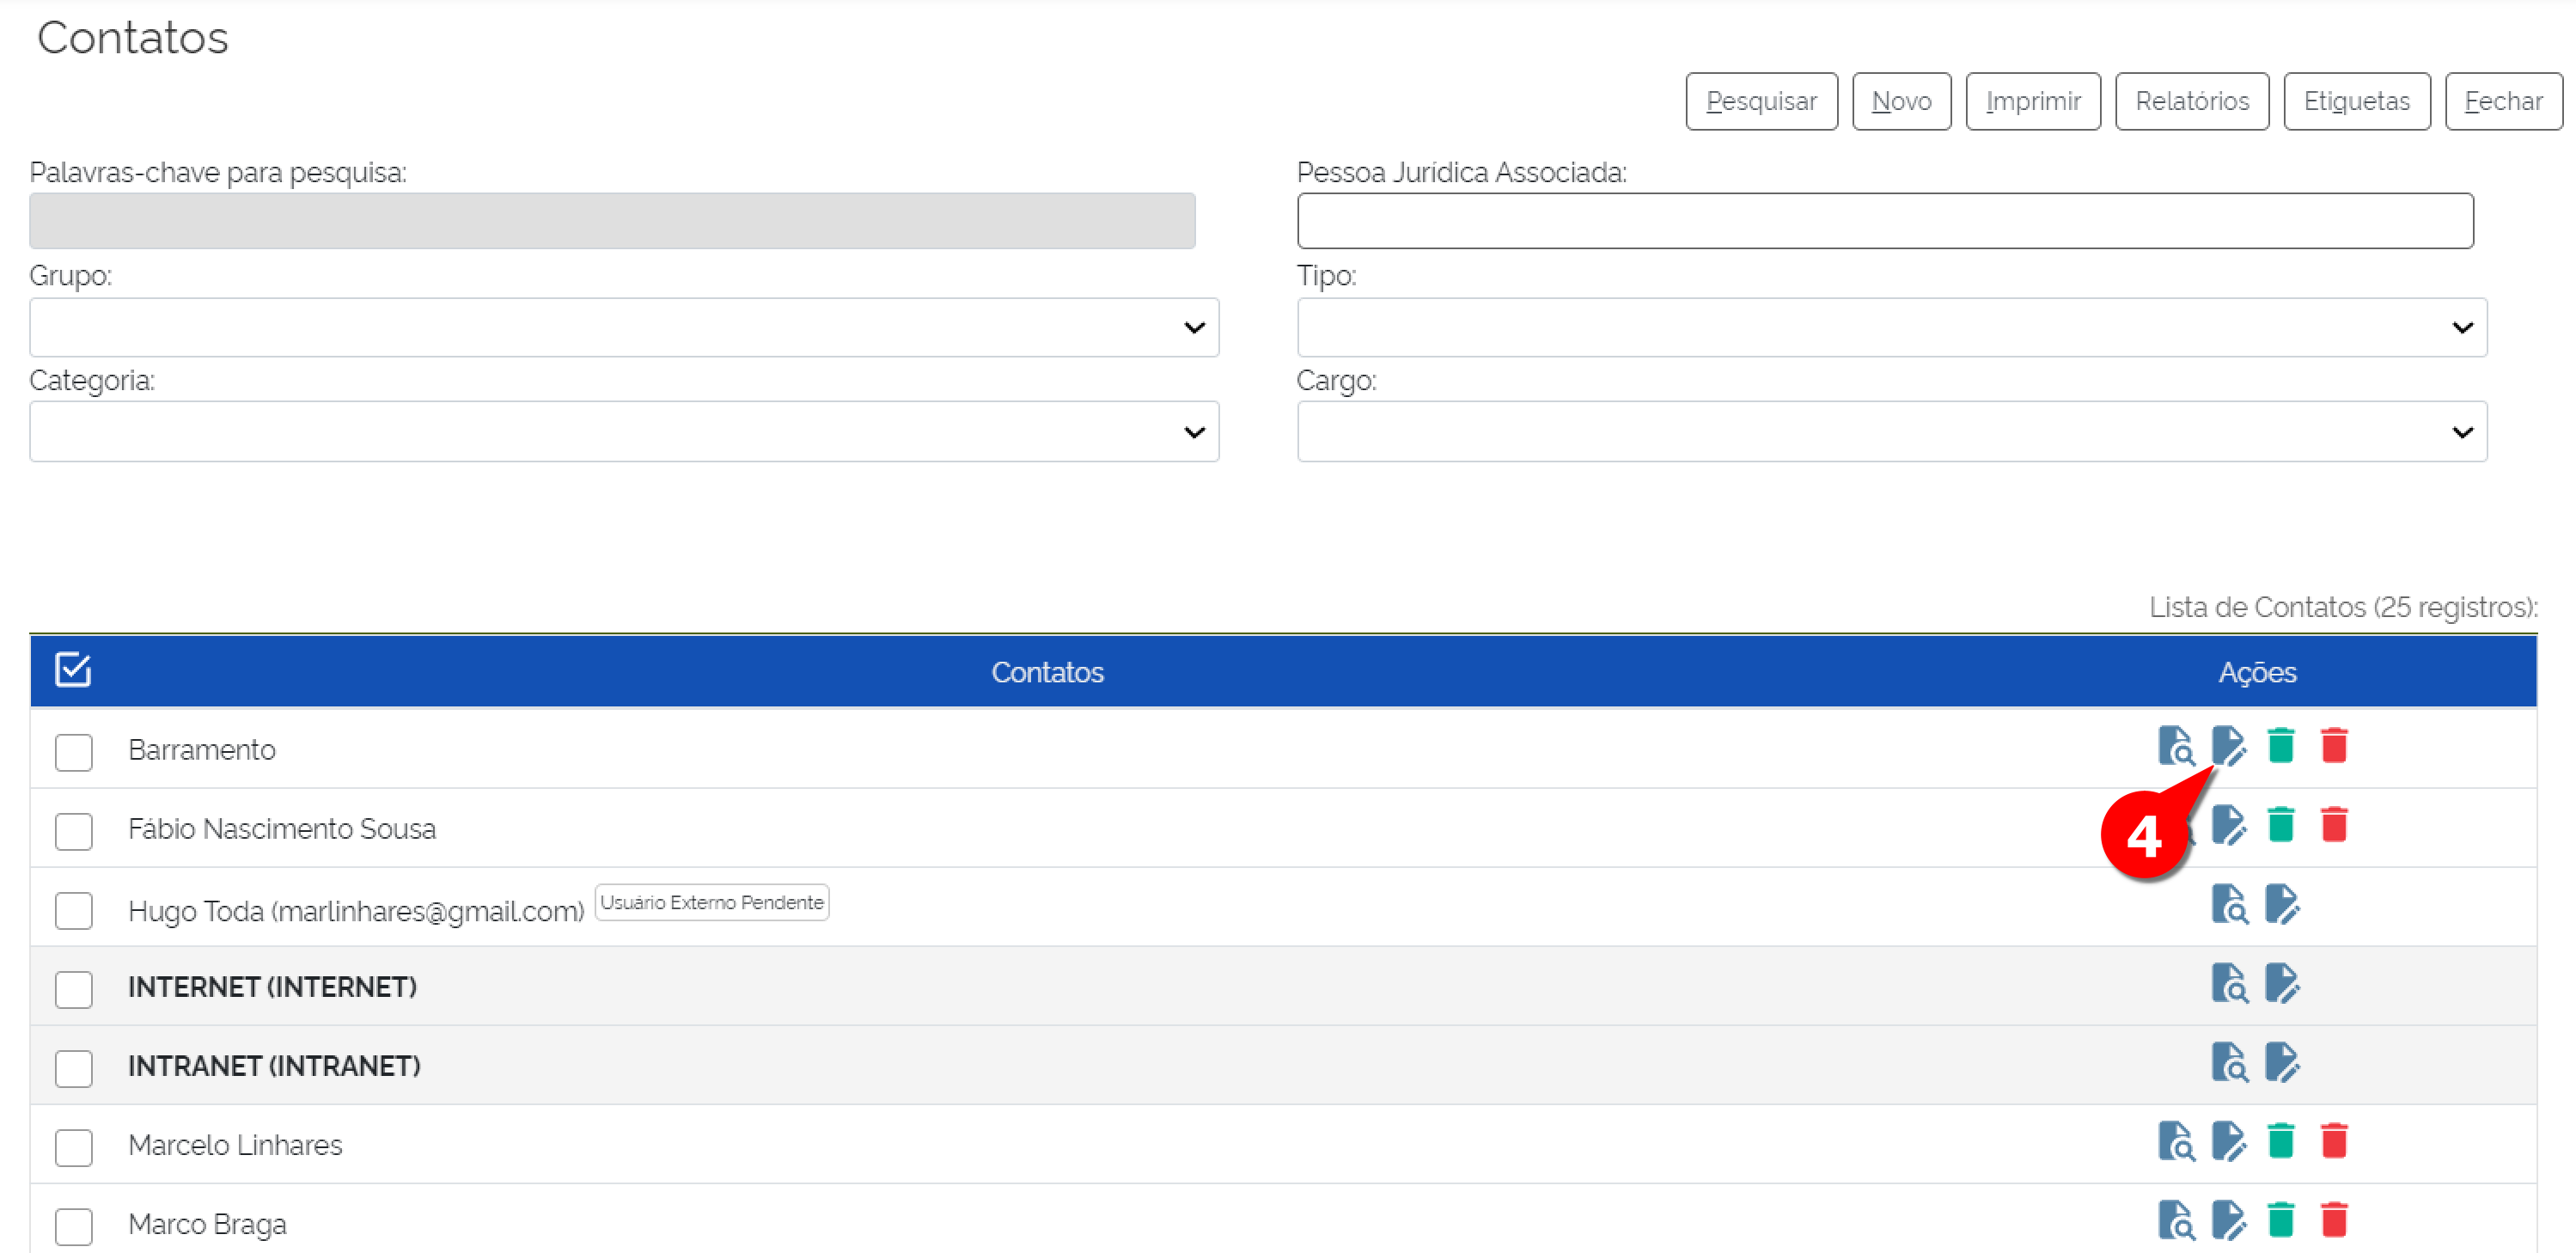 Contatos
Pesquisar Novo Imprimir Relatórios Etiquetas Fechar
Palavras-chave para pesquisa: Pessoa Jurídica Associada:
Grupo: Tipo:
Categoria: Cargo:
Lista de Contatos (25 registros):
Contatos Ações
Barramento
4
Fábio Nascimento Sousa
Hugo Toda (marlinhares@gmail.com) Usuário Externo Pendente
INTERNET (INTERNET)
INTRANET (INTRANET)
Marcelo Linhares
Marco Braga